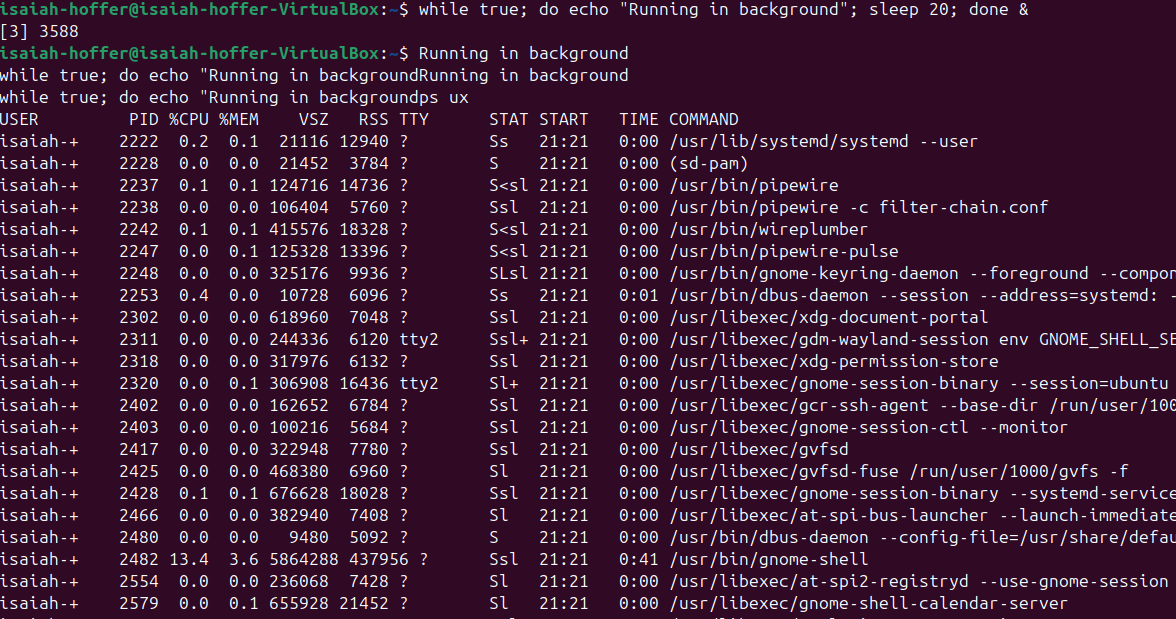 isaiah-hoffer@isaiah-hoffer-VirtualBox:~$ while true; do echo "Running in background"; sleep 20; done &
[3] 3588
isaiah-hoffer@isaiah-hoffer-VirtualBox:~$ Running in background
while true; do echo "Running in backgroundRunning in background
while true; do echo "Running in backgroundps ux
USER         PID %CPU %MEM    VSZ   RSS TTY      STAT START   TIME COMMAND
isaiah-+    2222  0.2  0.1  21116 12940 ?        Ss   21:21   0:00 /usr/lib/systemd/systemd --user
isaiah-+    2228  0.0  0.0  21452  3784 ?        S    21:21   0:00 (sd-pam)
isaiah-+    2237  0.1  0.1 124716 14736 ?        S<sl 21:21   0:00 /usr/bin/pipewire
isaiah-+    2238  0.0  0.0 106404  5760 ?        Ssl  21:21   0:00 /usr/bin/pipewire -c filter-chain.conf
isaiah-+    2242  0.1  0.1 415576 18328 ?        S<sl 21:21   0:00 /usr/bin/wireplumber
isaiah-+    2247  0.0  0.1 125328 13396 ?        S<sl 21:21   0:00 /usr/bin/pipewire-pulse
isaiah-+    2248  0.0  0.0 325176  9936 ?        SLsl 21:21   0:00 /usr/bin/gnome-keyring-daemon --foreground --compon
isaiah-+    2253  0.4  0.0  10728  6096 ?        Ss   21:21   0:01 /usr/bin/dbus-daemon --session --address=systemd: -
isaiah-+    2302  0.0  0.0 618960  7048 ?        Ssl  21:21   0:00 /usr/libexec/xdg-document-portal
isaiah-+    2311  0.0  0.0 244336  6120 tty2     Ssl+ 21:21   0:00 /usr/libexec/gdm-wayland-session env GNOME_SHELL_SE
isaiah-+    2318  0.0  0.0 317976  6132 ?        Ssl  21:21   0:00 /usr/libexec/xdg-permission-store
isaiah-+    2320  0.0  0.1 306908 16436 tty2     Sl+  21:21   0:00 /usr/libexec/gnome-session-binary --session=ubuntu
isaiah-+    2402  0.0  0.0 162652  6784 ?        Ssl  21:21   0:00 /usr/libexec/gcr-ssh-agent --base-dir /run/user/100
isaiah-+    2403  0.0  0.0 100216  5684 ?        Ssl  21:21   0:00 /usr/libexec/gnome-session-ctl --monitor
isaiah-+    2417  0.0  0.0 322948  7780 ?        Ssl  21:21   0:00 /usr/libexec/gvfsd
isaiah-+    2425  0.0  0.0 468380  6960 ?        Sl   21:21   0:00 /usr/libexec/gvfsd-fuse /run/user/1000/gvfs -f
isaiah-+    2428  0.1  0.1 676628 18028 ?        Ssl  21:21   0:00 /usr/libexec/gnome-session-binary --systemd-service
isaiah-+    2466  0.0  0.0 382940  7408 ?        Sl   21:21   0:00 /usr/libexec/at-spi-bus-launcher --launch-immediate
isaiah-+    2480  0.0  0.0   9480  5092 ?        S    21:21   0:00 /usr/bin/dbus-daemon --config-file=/usr/share/defau
isaiah-+    2482 13.4  3.6 5864288 437956 ?      Ssl  21:21   0:41 /usr/bin/gnome-shell
isaiah-+    2554  0.0  0.0 236068  7428 ?        Sl   21:21   0:00 /usr/libexec/at-spi2-registryd --use-gnome-session
isaiah-+    2579  0.0  0.1 655928 21452 ?        Sl   21:21   0:00 /usr/libexec/gnome-shell-calendar-server